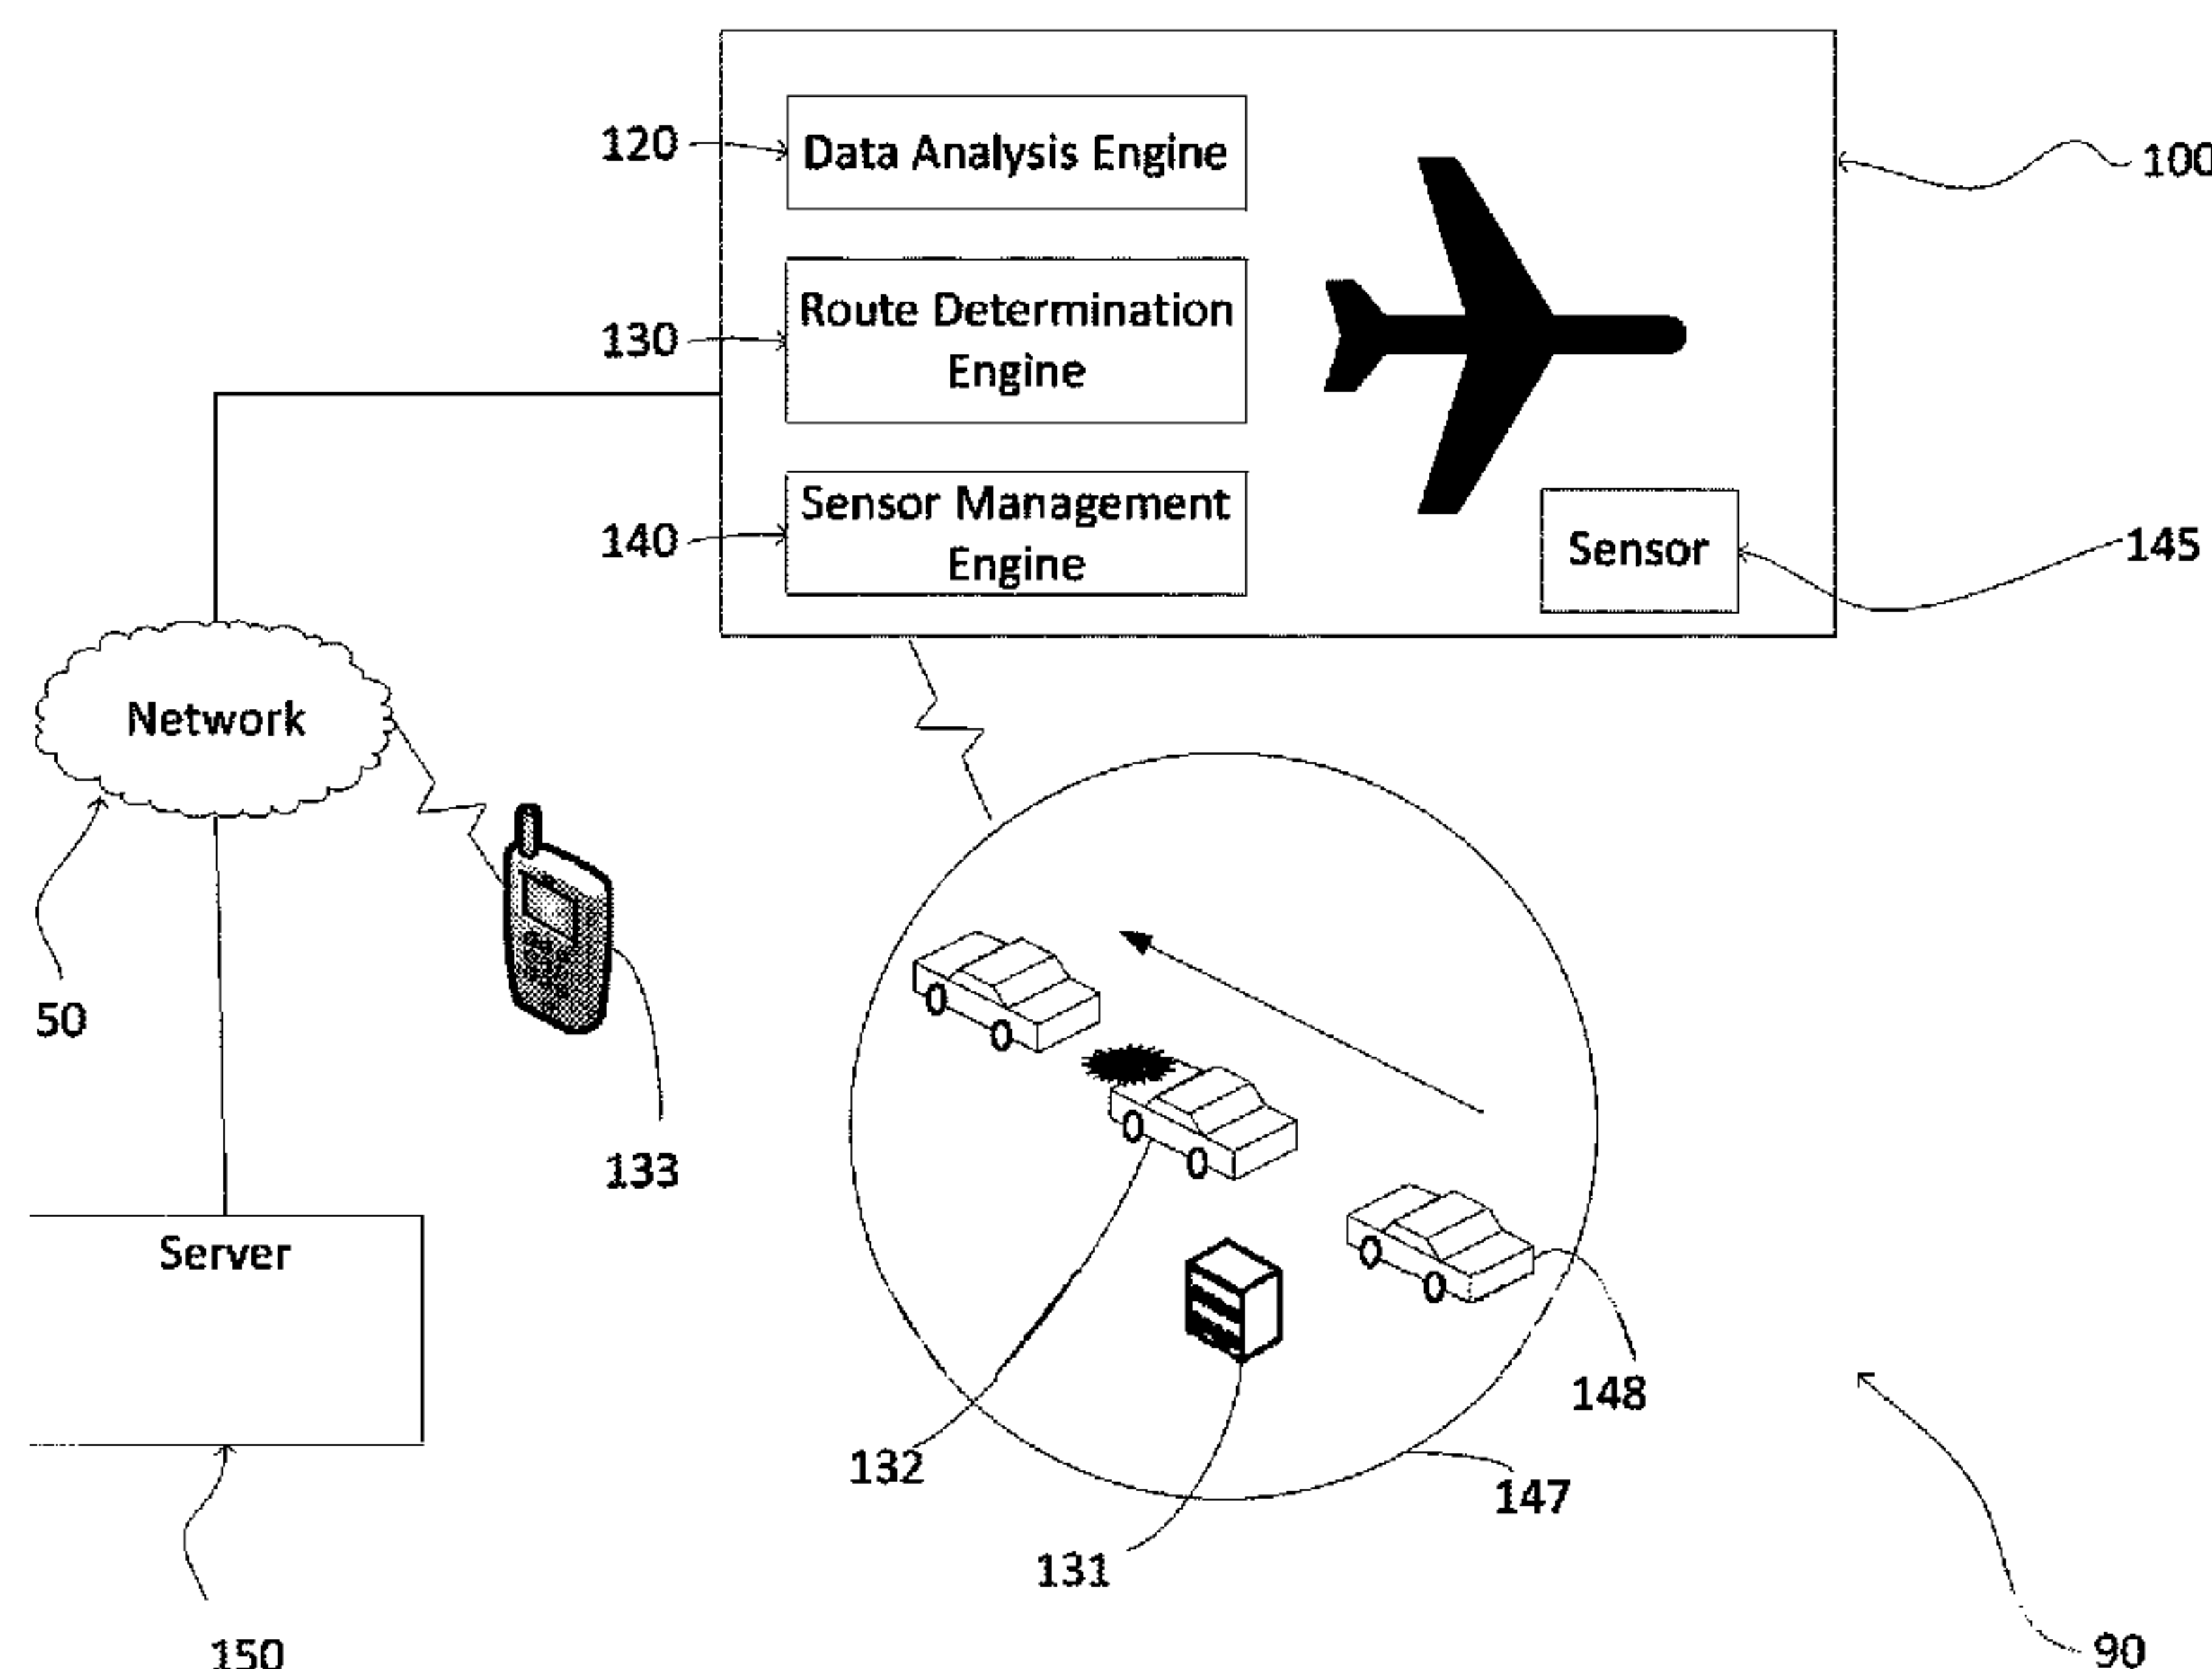 120
Data Analysis Engine
100
130
Route Determination
Engine
140
Sensor Management
Engine
Sensor
145
Network
50
133
Server
148
132
147
131
150
90